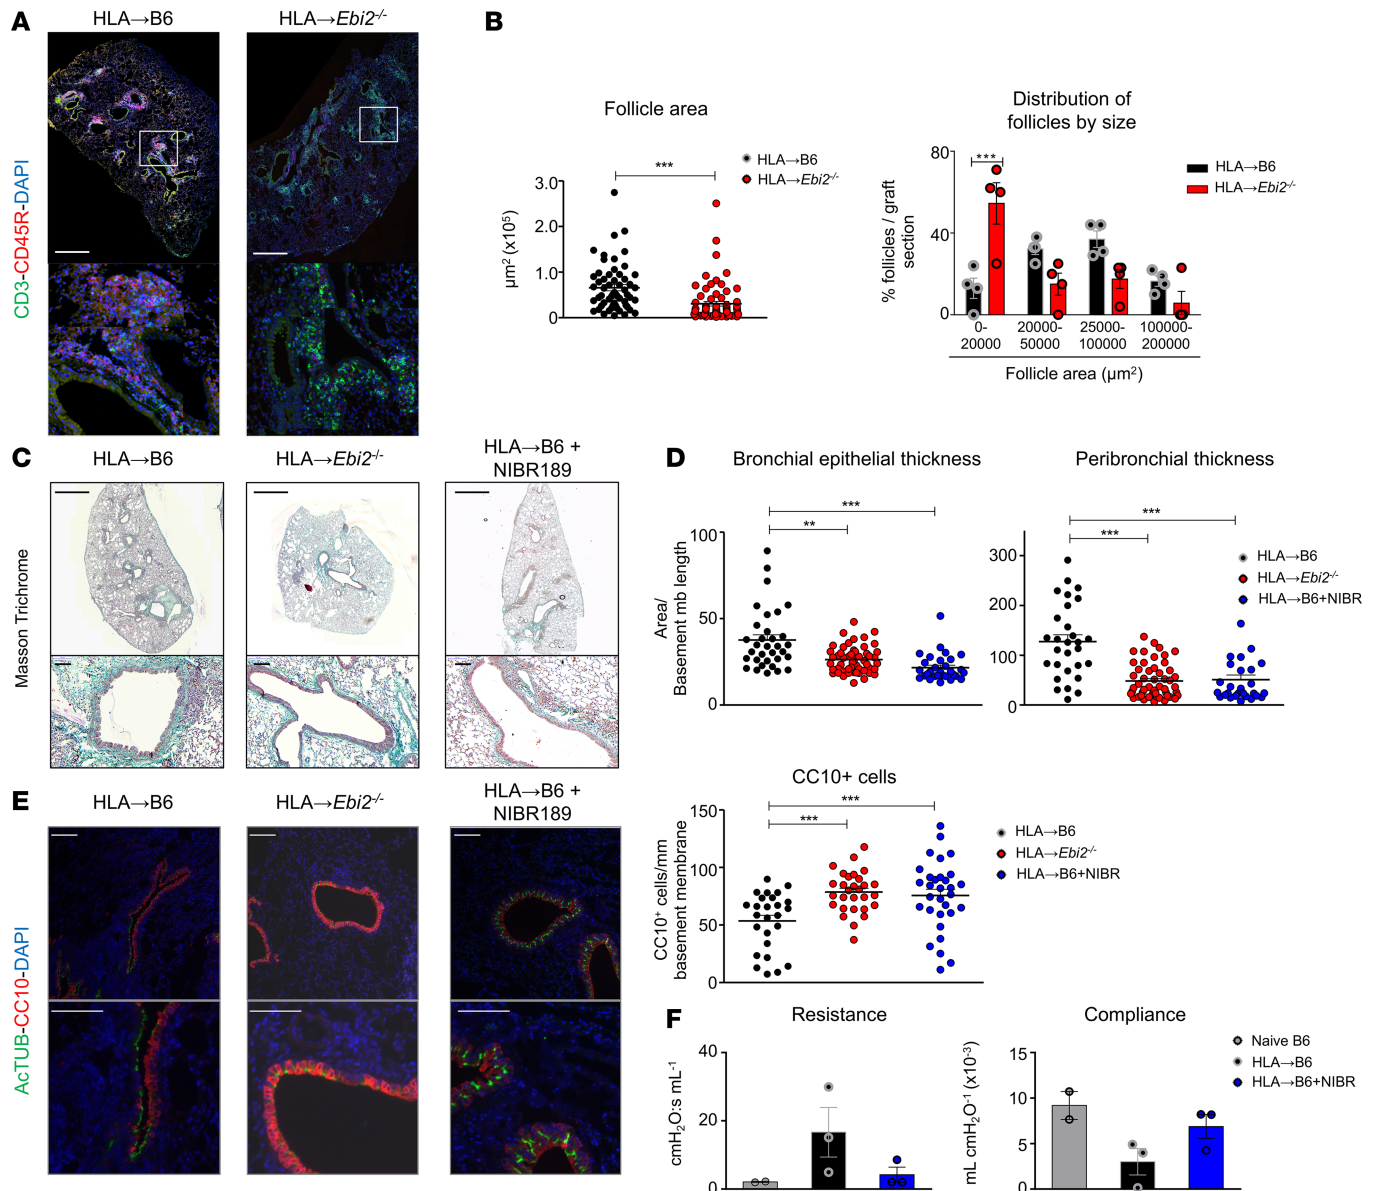 A
HLA→B6
HLA→Ebi2-/-
CD3-CD45R-DAPI
B
Follicle area
***
HLA→B6
HLA→Ebi2-/-
µm2 (x105)
3.0
2.0
1.0
0
Distribution of
follicles by size
HLA→B6
HLA→Ebi2-/-
***
% follicles / graft
section
80
40
0
0-
20000
20000-
50000
25000-
100000
100000-
200000
Follicle area (µm2)
C
HLA→B6
HLA→Ebi2-/-
HLA→B6 +
NIBR189
Masson Trichrome
D
Bronchial epithelial thickness
***
**
Area/
Basement mb length
100
50
0
Peribronchial thickness
***
***
300
200
100
0
HLA→B6
HLA→Ebi2-/-
HLA→B6+NIBR
CC10+ cells
***
***
CC10+ cells/mm
basement membrane
150
100
50
0
HLA→B6
HLA→Ebi2-/-
HLA→B6+NIBR
E
HLA→B6
HLA→Ebi2-/-
HLA→B6 +
NIBR189
AcTUB-CC10-DAPI
F
Resistance
cmH2O:s mL-1
40
20
0
Compliance
mL cmH2O-1 (x10-3)
15
10
5
0
Naive B6
HLA→B6
HLA→B6+NIBR